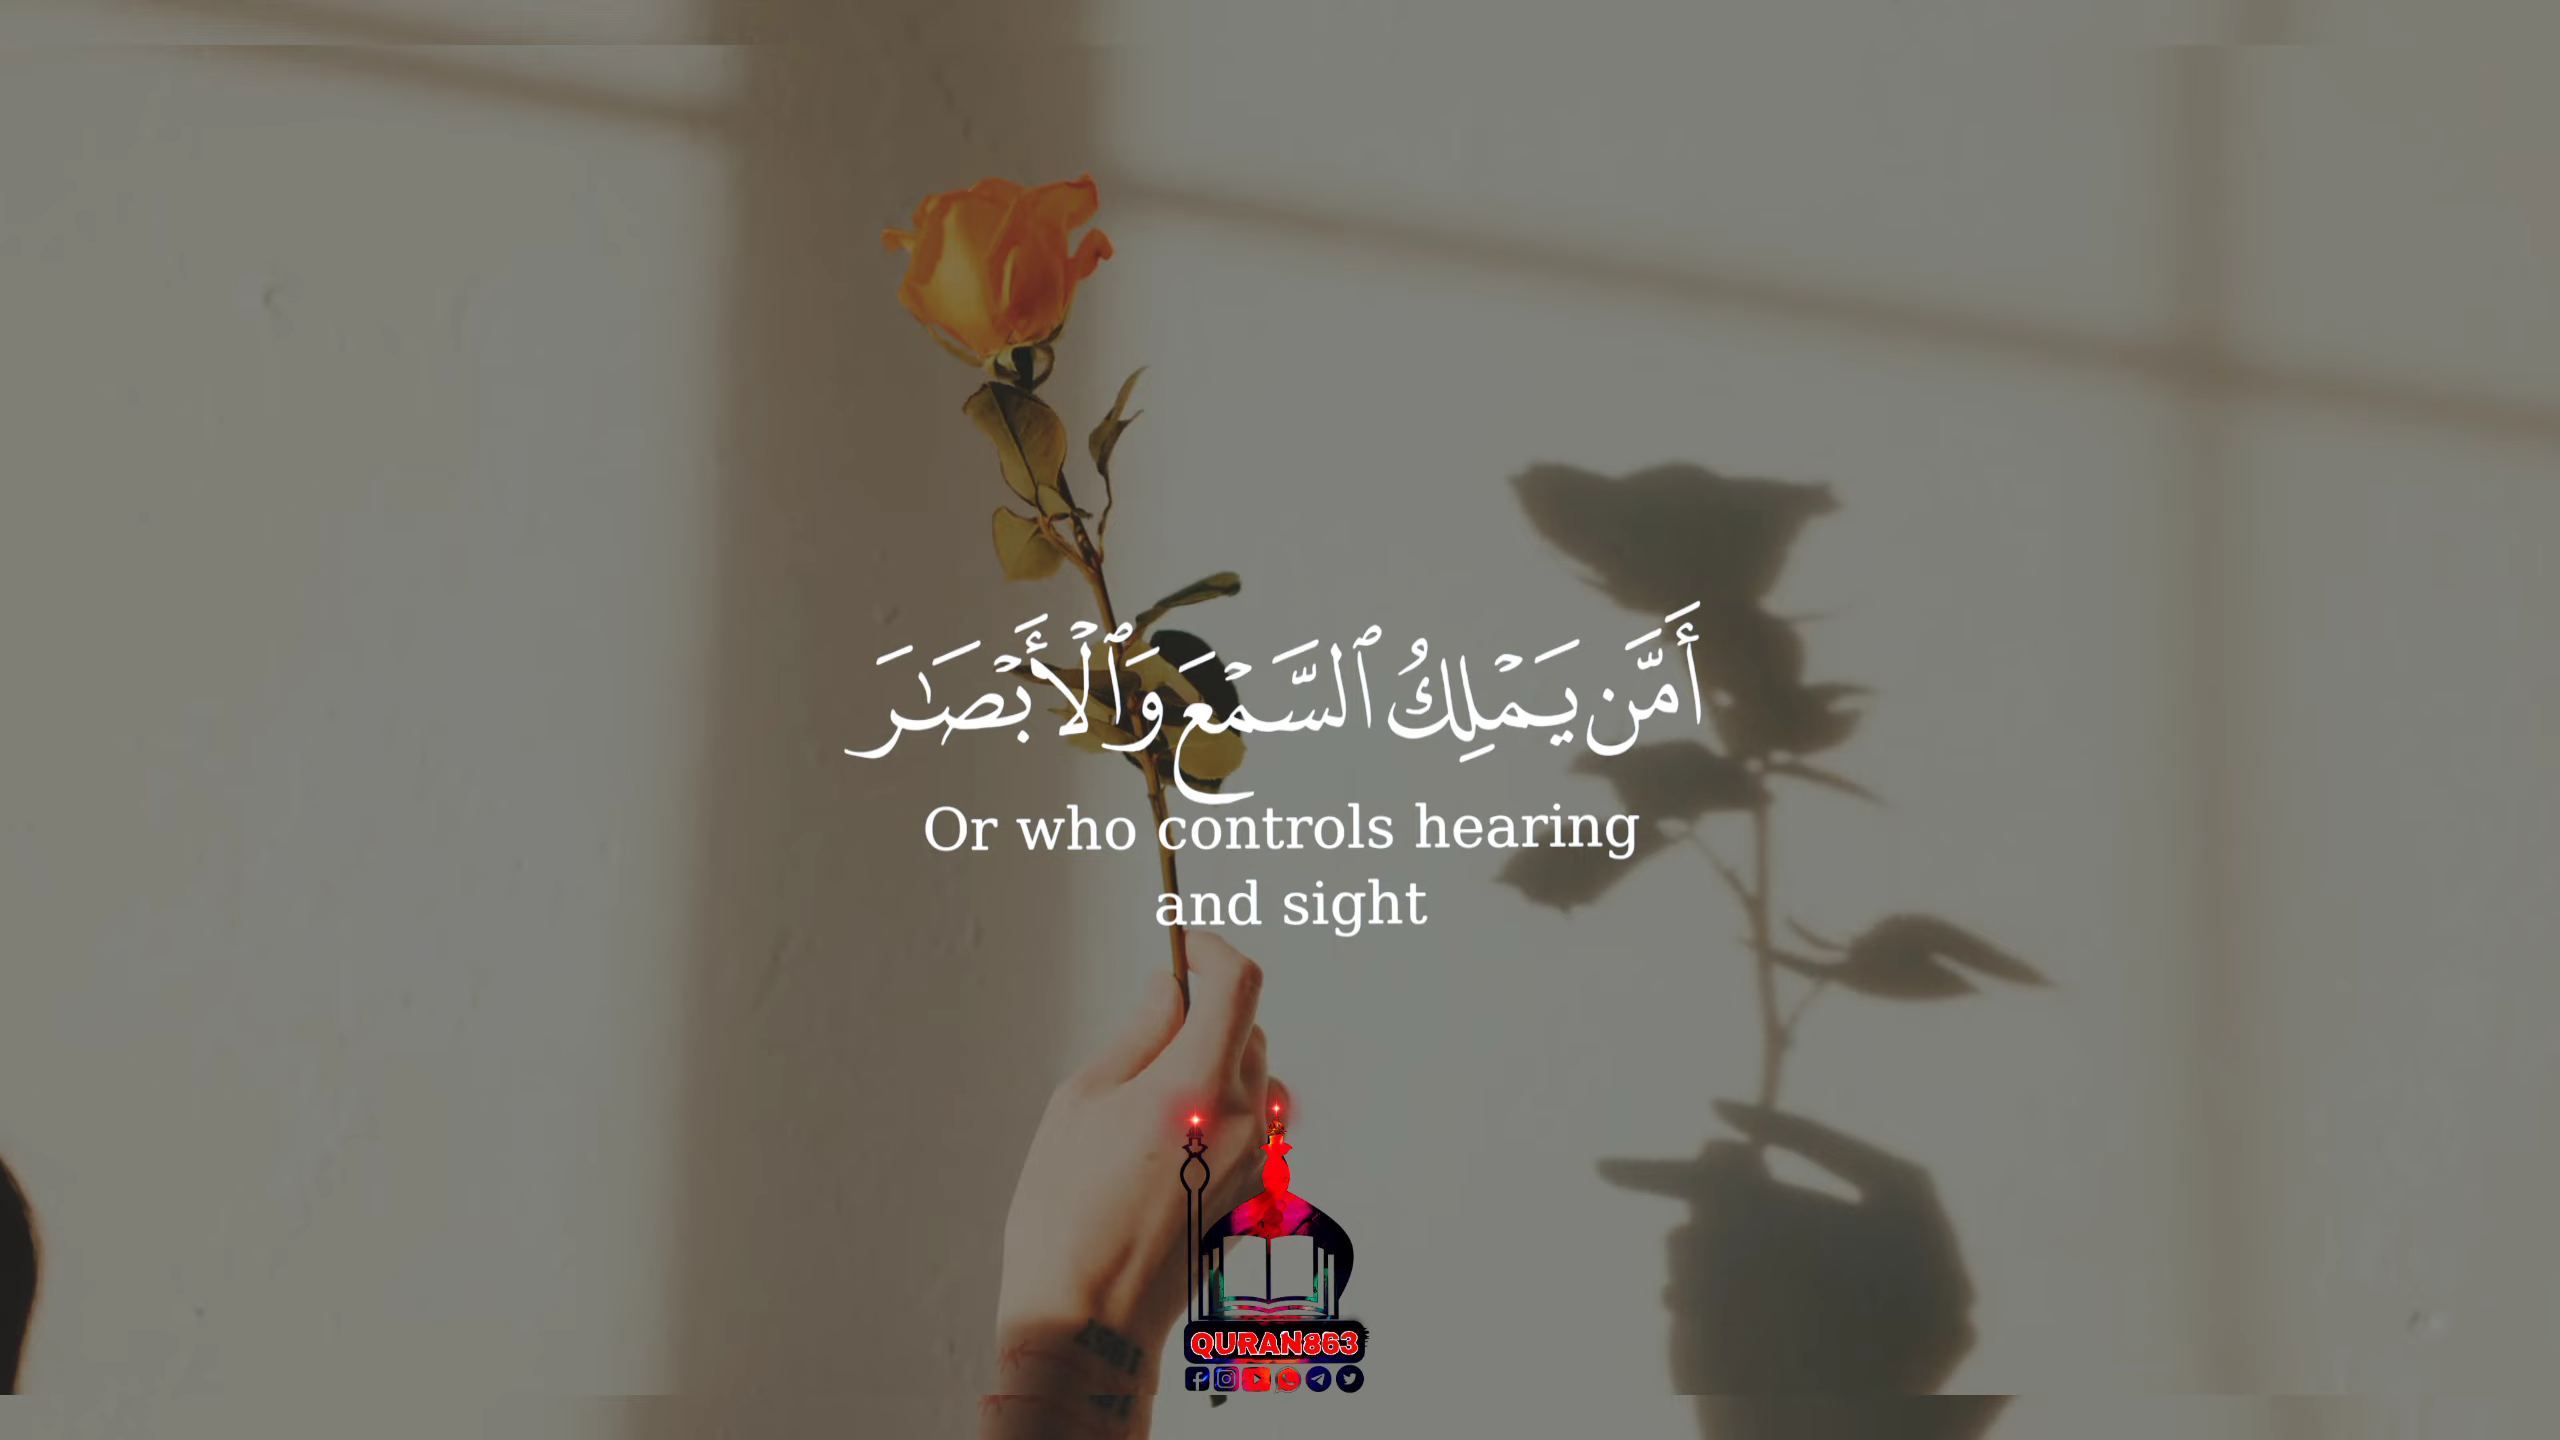 أَمَّن يَمْلِكُ ٱلسَّمْعَ وَٱلْأَبْصَـٰرَ
Or who controls hearing
and sight
QURAN863